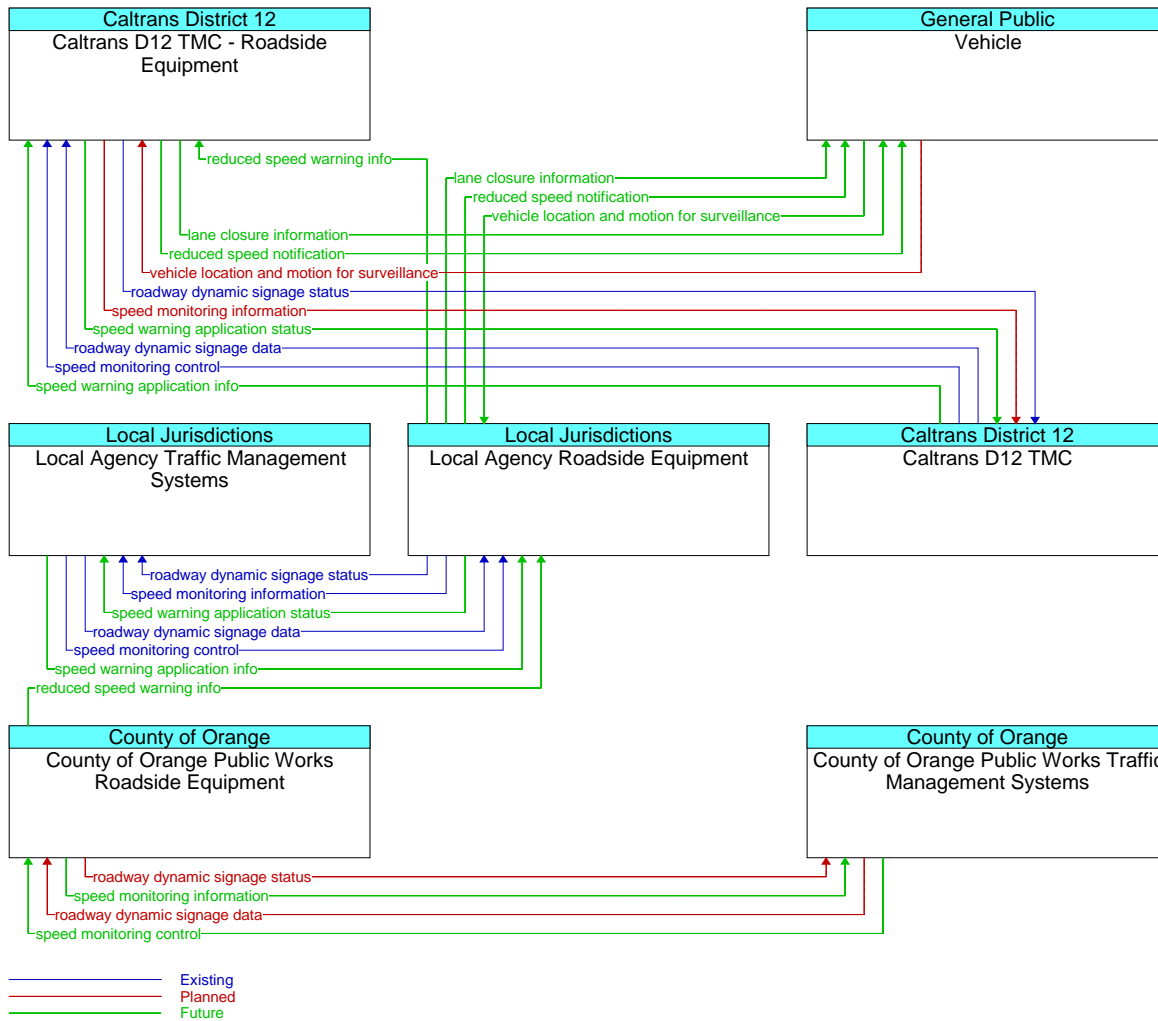 Caltrans District 12
Caltrans D12 TMC - Roadside
Equipment
General Public
Vehicle
reduced speed warning info
lane closure information
reduced speed notification
vehicle location and motion for surveillance
lane closure information
reduced speed notification
vehicle location and motion for surveillance
roadway dynamic signage status
speed monitoring information
speed warning application status
roadway dynamic signage data
speed monitoring control
speed warning application info
Local Jurisdictions
Local Agency Traffic Management
Systems
Local Jurisdictions
Local Agency Roadside Equipment
Caltrans District 12
Caltrans D12 TMC
roadway dynamic signage status
speed monitoring information
speed warning application status
roadway dynamic signage data
speed monitoring control
speed warning application info
reduced speed warning info
County of Orange
County of Orange Public Works
Roadside Equipment
County of Orange
County of Orange Public Works Traffic
Management Systems
roadway dynamic signage status
speed monitoring information
roadway dynamic signage data
speed monitoring control
Existing
Planned
Future